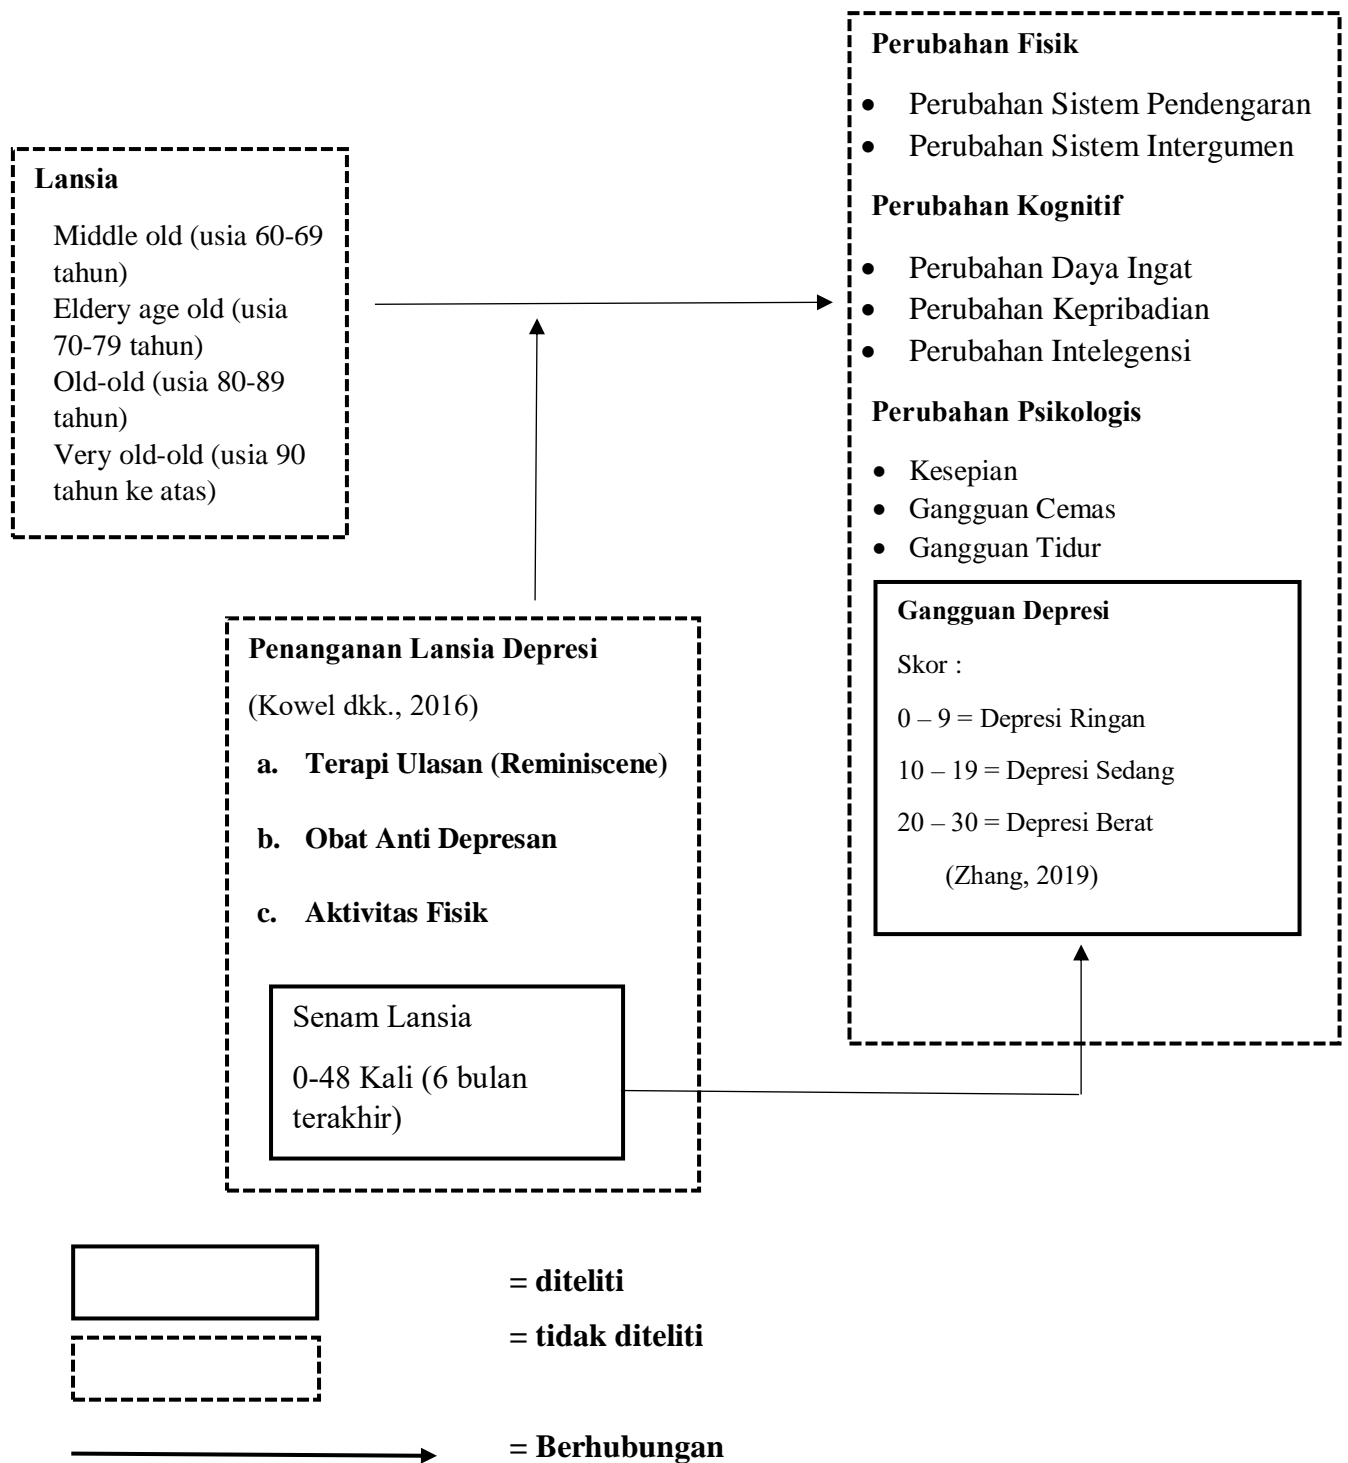 Lansia
Middle old (usia 60-69
tahun)
Eldery age old (usia
70-79 tahun)
Old-old (usia 80-89
tahun)
Very old-old (usia 90
tahun ke atas)
Perubahan Fisik
• Perubahan Sistem Pendengaran
• Perubahan Sistem Intergumen
Perubahan Kognitif
• Perubahan Daya Ingat
• Perubahan Kepribadian
• Perubahan Intelegensi
Perubahan Psikologis
• Kesepian
• Gangguan Cemas
• Gangguan Tidur
Gangguan Depresi
Skor :
0 – 9 = Depresi Ringan
10 – 19 = Depresi Sedang
20 – 30 = Depresi Berat
(Zhang, 2019)
Penanganan Lansia Depresi
(Kowel dkk., 2016)
a. Terapi Ulasan (Reminiscene)
b. Obat Anti Depresan
c. Aktivitas Fisik
Senam Lansia
0-48 Kali (6 bulan
terakhir)
= diteliti
= tidak diteliti
= Berhubungan